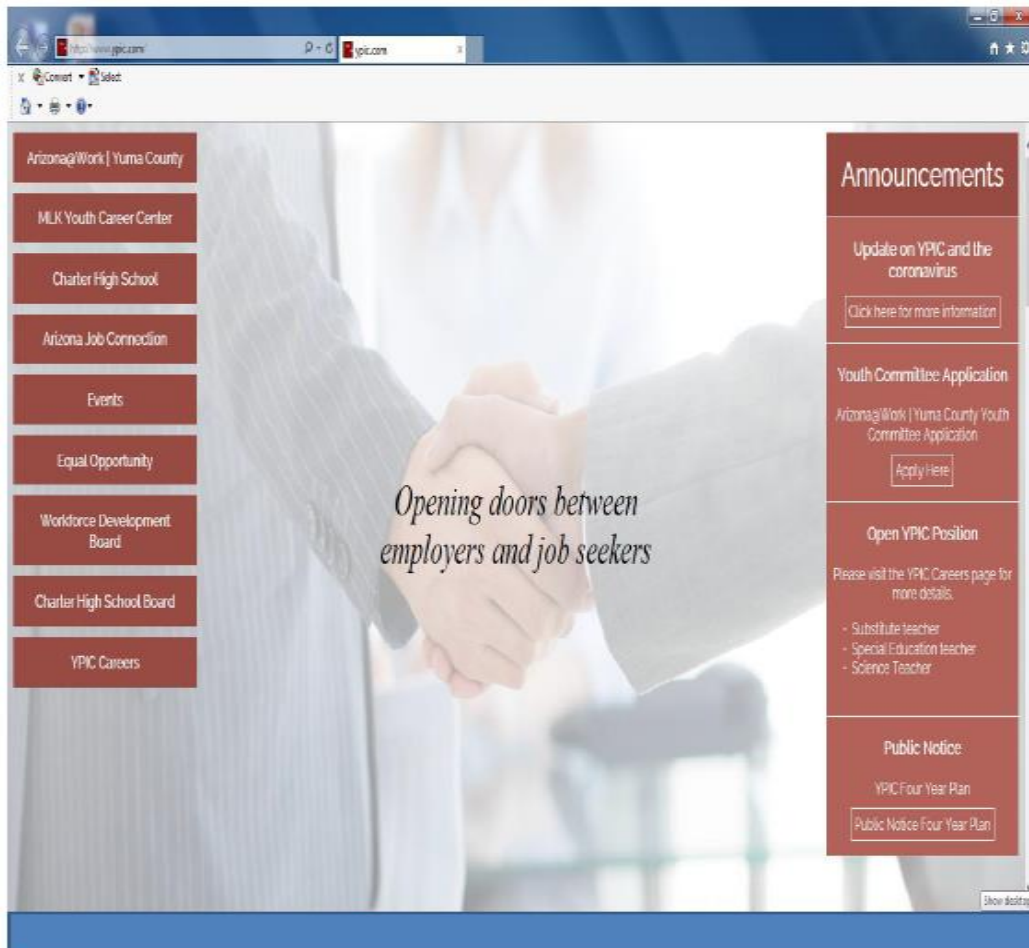 http://www.ypic.com/
ypic.com
x
x Convert Select
Arizona@Work | Yuma County
MLK Youth Career Center
Charter High School
Arizona Job Connection
Events
Equal Opportunity
Workforce Development
Board
Charter High School Board
YPIC Careers
Opening doors between
employers and job seekers
Announcements
Update on YPIC and the
coronavirus
Click here for more information
Youth Committee Application
Arizona@Work | Yuma County Youth
Committee Application
Apply Here
Open YPIC Position
Please visit the YPIC Careers page for
more details.
- Substitute teacher
- Special Education teacher
- Science Teacher
Public Notice
YPIC Four Year Plan
Public Notice Four Year Plan
Show desktop